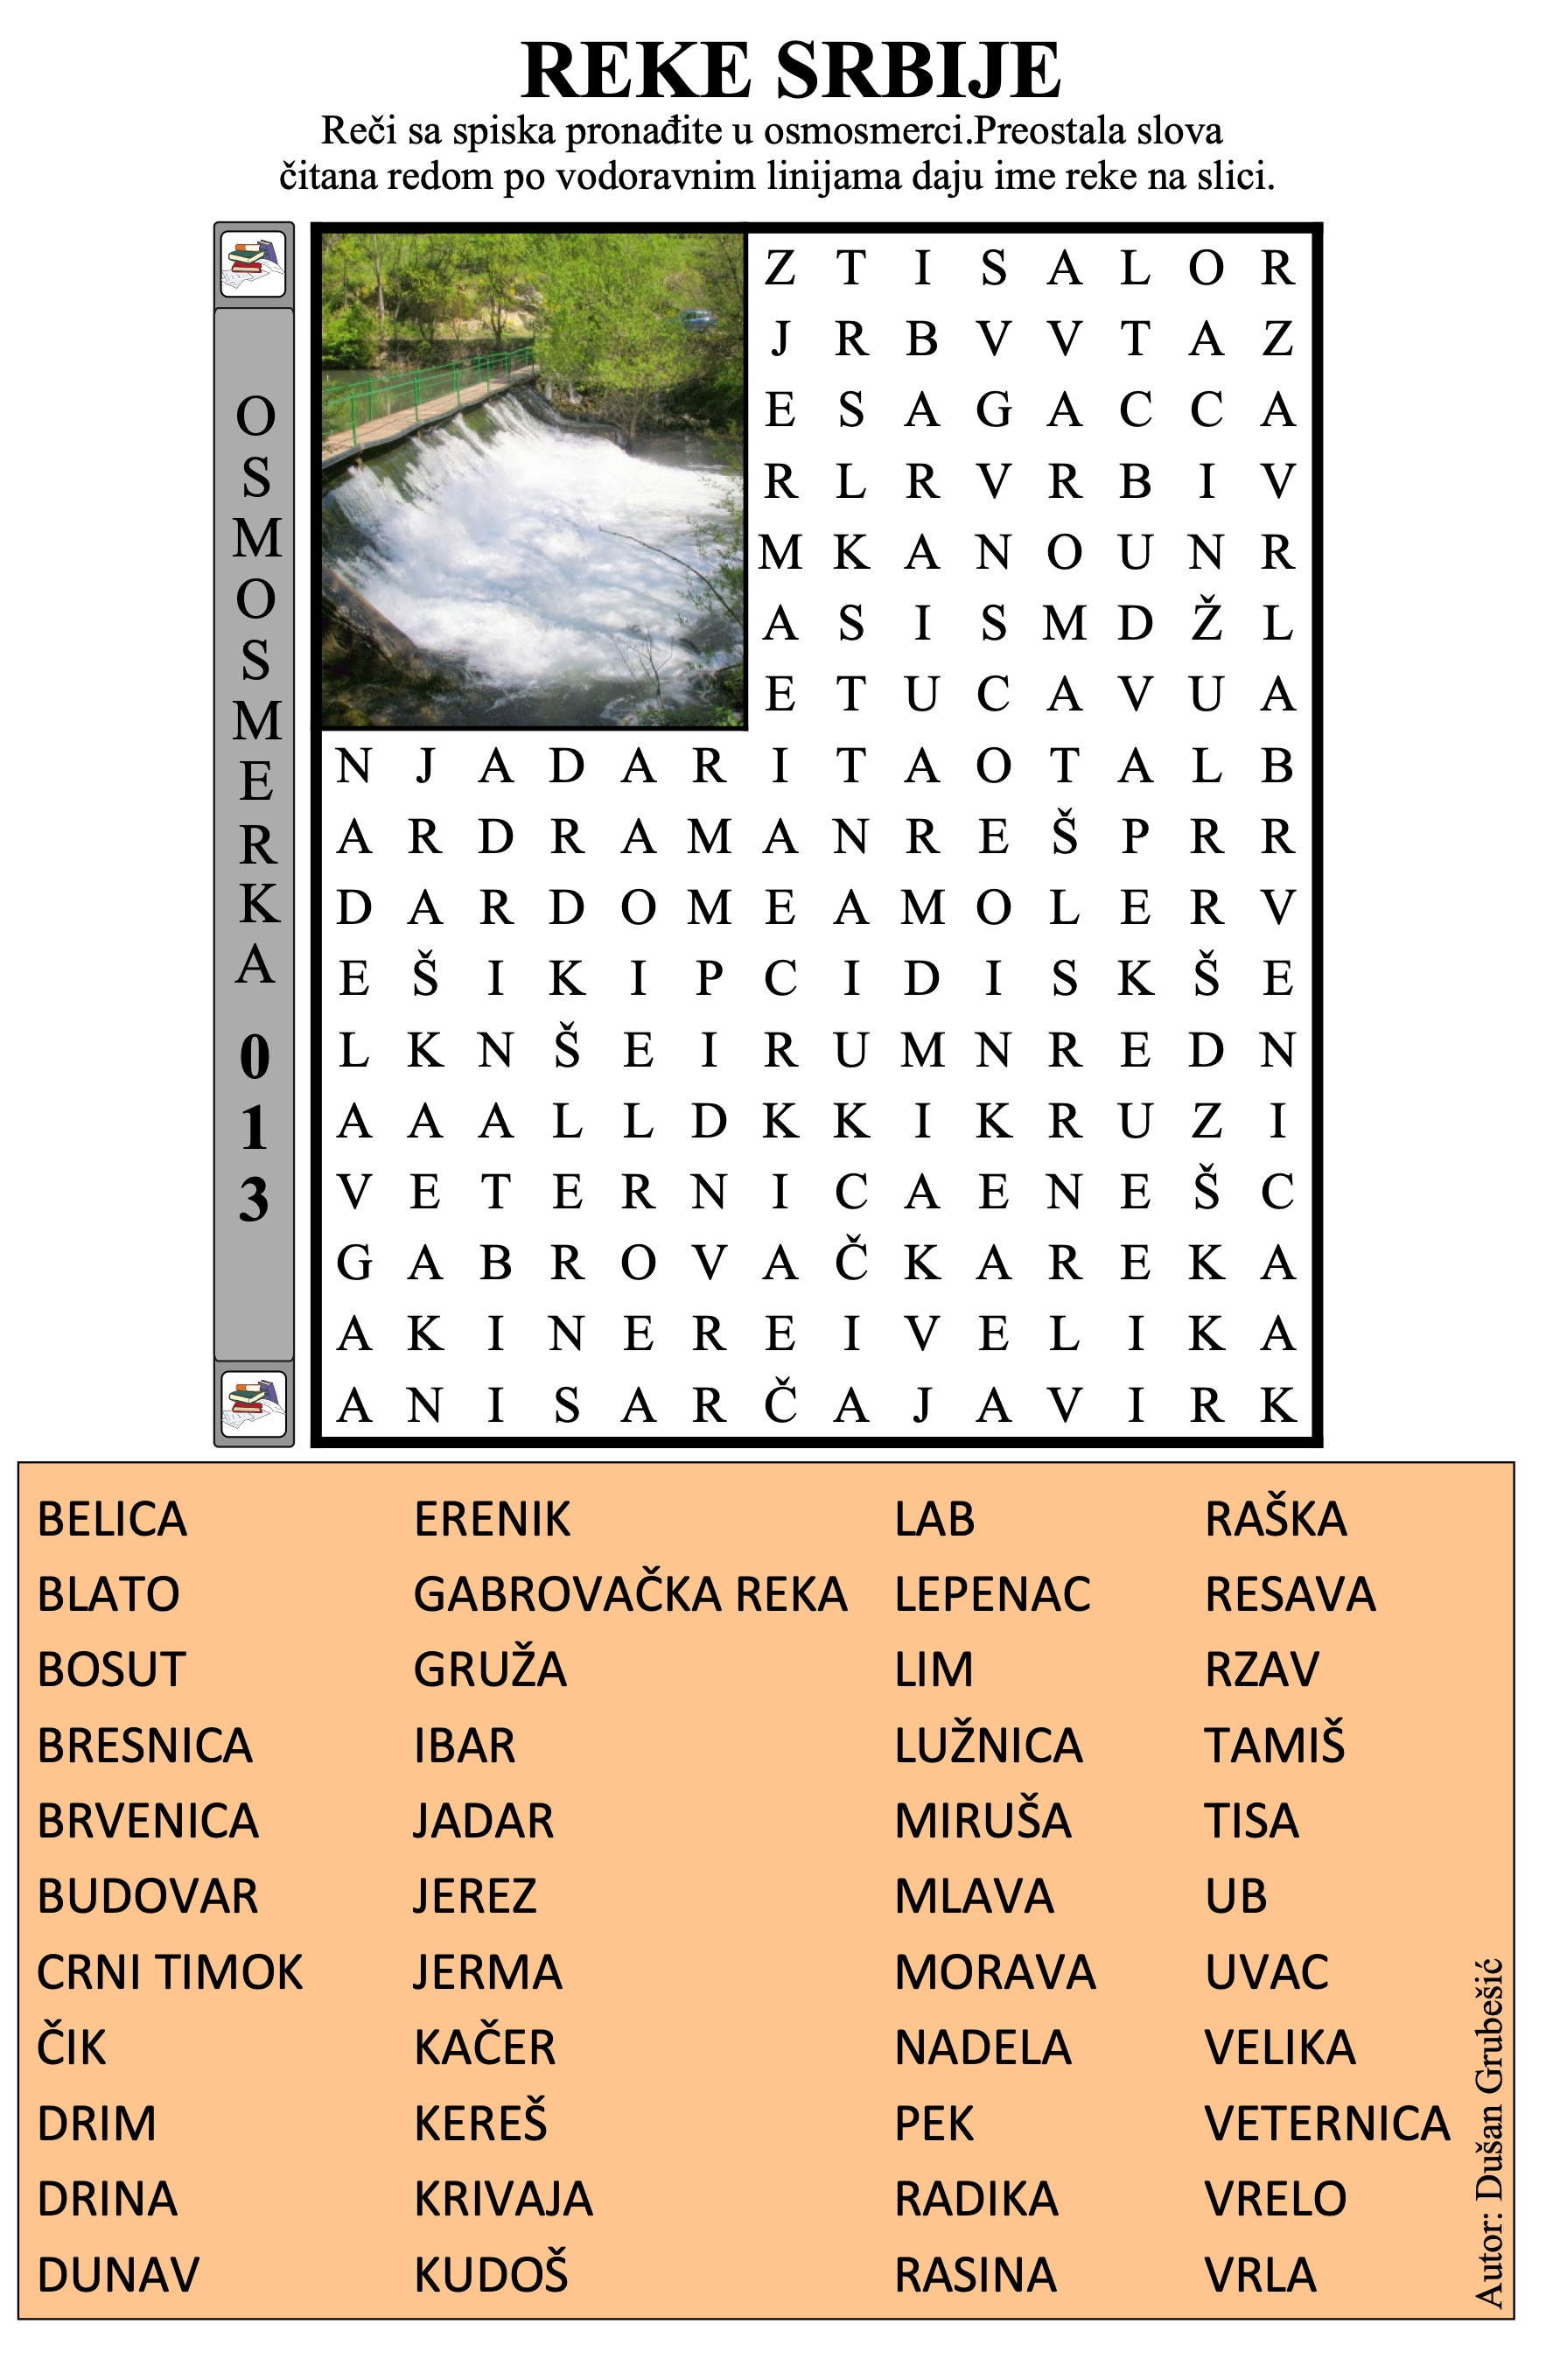 REKE SRBIJE
Reči sa spiska pronađite u osmosmerci.Preostala slova
čitana redom po vodoravnim linijama daju ime reke na slici.
OSMOSMERKA 013
Z T I S A L O R
J R B V V T A Z
E S A G A C C A
R L R V R B I V
M K A N O U N R
A S I S M D Ž L
E T U C A V U A
N J A D A R I T A O T A L B
A R D R A M A N R E Š P R R
D A R D O M E A M O L E R V
E Š I K I P C I D I S K Š E
L K N Š E I R U M N R E D N
A A A L L D K K I K R U Z I
V E T E R N I C A E N E Š C
G A B R O V A Č K A R E K A
A K I N E R E I V E L I K A
A N I S A R Č A J A V I R K
BELICA
BLATO
BOSUT
BRESNICA
BRVENICA
BUDOVAR
CRNI TIMOK
ČIK
DRIM
DRINA
DUNAV
ERENIK
GABROVAČKA REKA
GRUŽA
IBAR
JADAR
JEREZ
JERMA
KAČER
KEREŠ
KRIVAJA
KUDOŠ
LAB
LEPENAC
LIM
LUŽNICA
MIRUŠA
MLAVA
MORAVA
NADELA
PEK
RADIKA
RASINA
RAŠKA
RESAVA
RZAV
TAMIŠ
TISA
UB
UVAC
VELIKA
VETERNICA
VRELO
VRLA
Autor: Dušan Grubešić